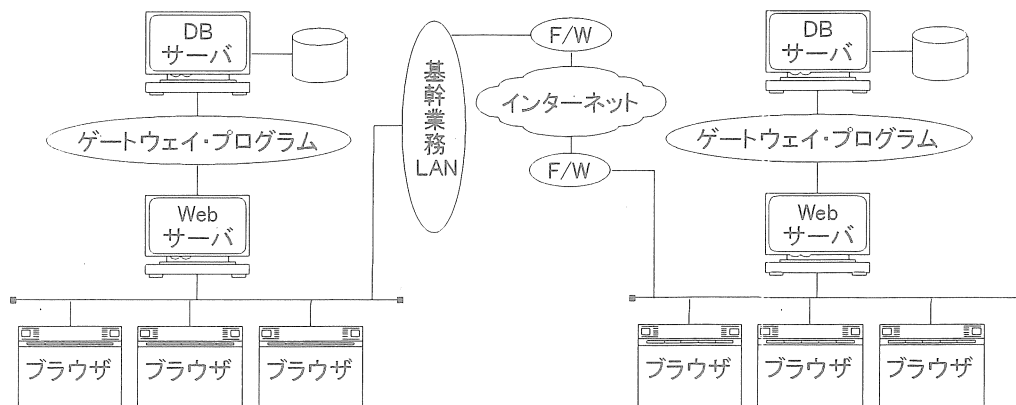 DB
サーバ
ゲートウェイ・プログラム
Web
サーバ
ブラウザ
ブラウザ
ブラウザ
基幹業務
LAN
F/W
インターネット
F/W
DB
サーバ
ゲートウェイ・プログラム
Web
サーバ
ブラウザ
ブラウザ
ブラウザ